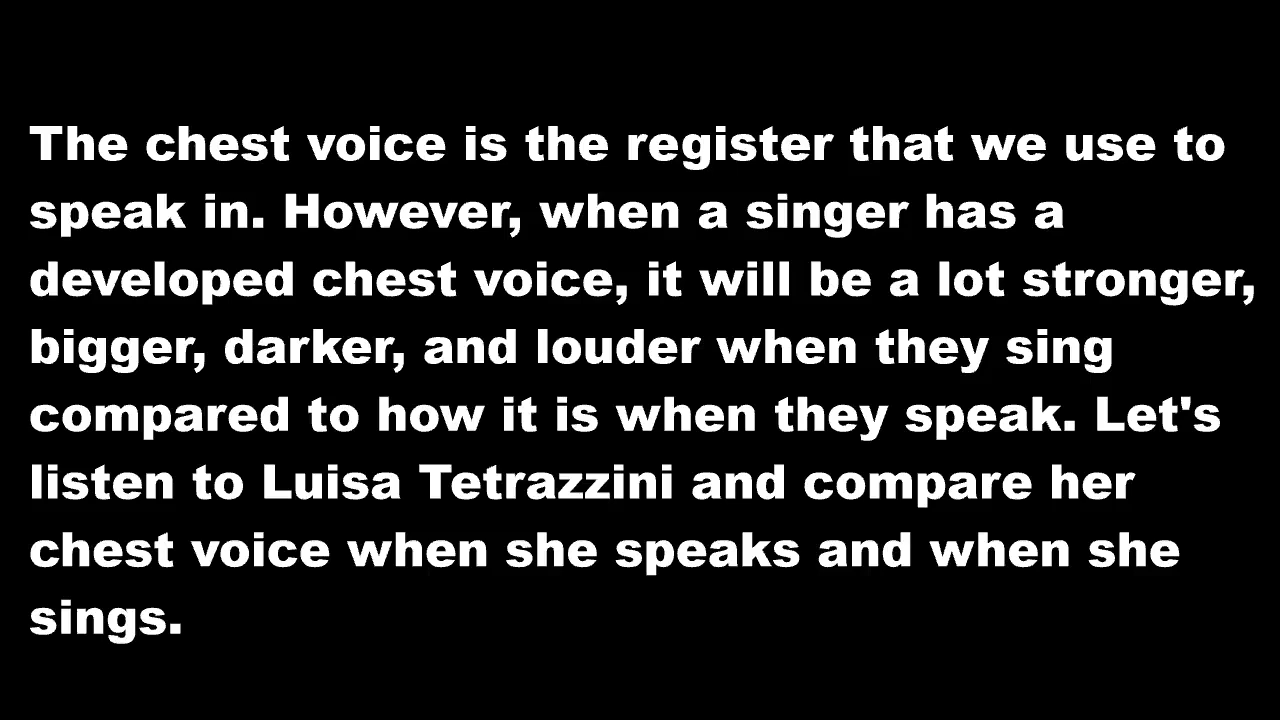 The chest voice is the register that we use to
speak in. However, when a singer has a
developed chest voice, it will be a lot stronger,
bigger, darker, and louder when they sing
compared to how it is when they speak. Let's
listen to Luisa Tetrazzini and compare her
chest voice when she speaks and when she
sings.